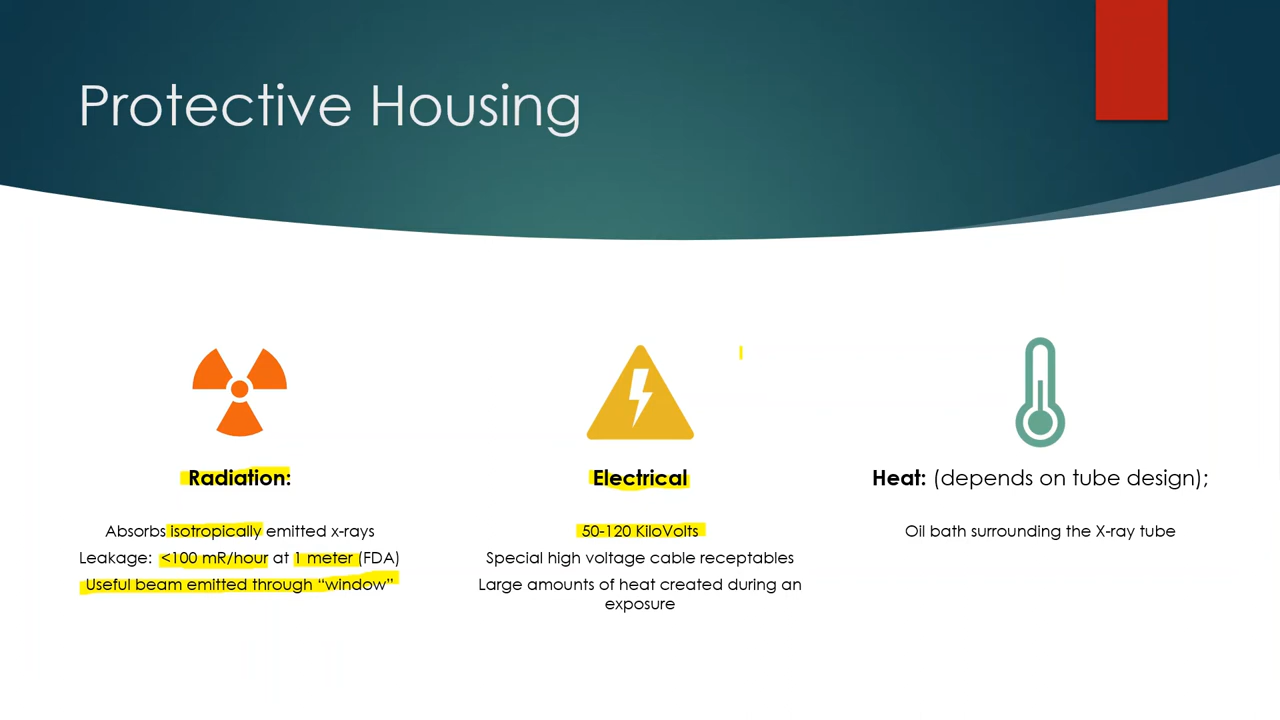 Protective Housing
Radiation:
Absorbs isotropically emitted x-rays
Leakage: <100 mR/hour at 1 meter (FDA)
Useful beam emitted through “window”
Electrical
50-120 KiloVolts
Special high voltage cable receptables
Large amounts of heat created during an
exposure
Heat: (depends on tube design);
Oil bath surrounding the X-ray tube